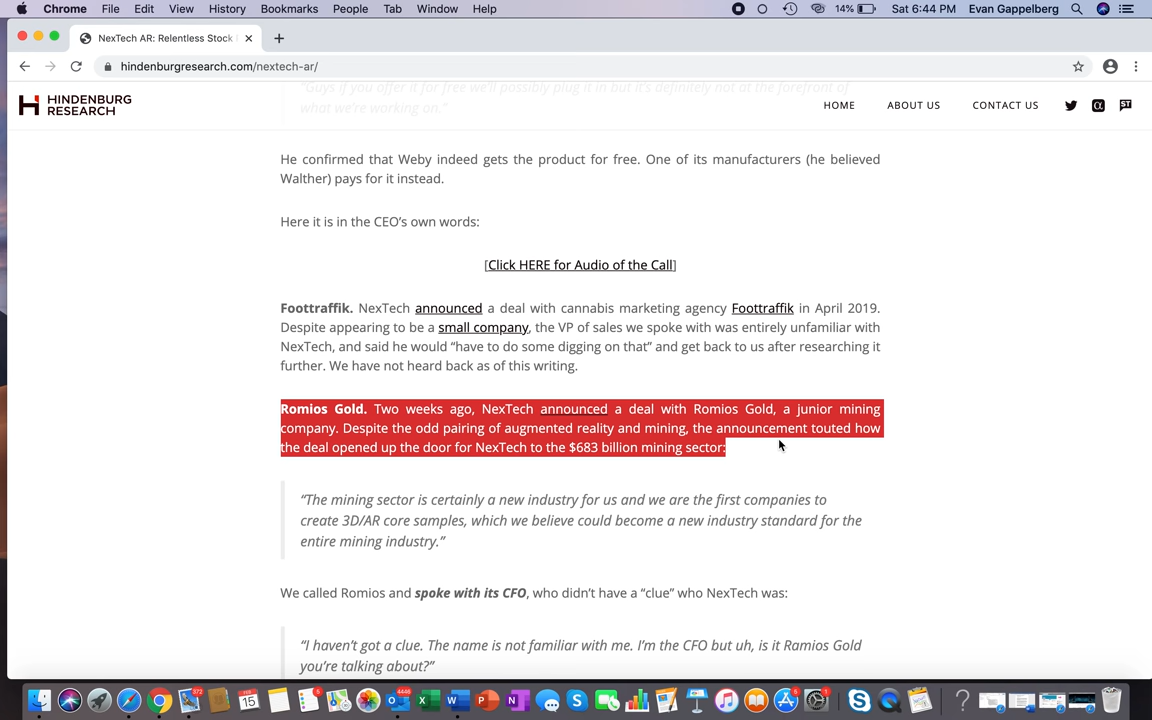 Chrome File Edit View History Bookmarks People Tab Window Help 14% Sat 6:44 PM Evan Gappelberg
NexTech AR: Relentless Stock
hindenburgresearch.com/nextech-ar/
HINDENBURG
RESEARCH
HOME ABOUT US CONTACT US
"Guys if you offer it for free we'll possibly plug it in but it's definitely not at the forefront of
what we're working on."
He confirmed that Weby indeed gets the product for free. One of its manufacturers (he believed
Walther) pays for it instead.
Here it is in the CEO's own words:
[Click HERE for Audio of the Call]
Foottraffik. NexTech announced a deal with cannabis marketing agency Foottraffik in April 2019.
Despite appearing to be a small company, the VP of sales we spoke with was entirely unfamiliar with
NexTech, and said he would "have to do some digging on that" and get back to us after researching it
further. We have not heard back as of this writing.
Romios Gold. Two weeks ago, NexTech announced a deal with Romios Gold, a junior mining
company. Despite the odd pairing of augmented reality and mining, the announcement touted how
the deal opened up the door for NexTech to the $683 billion mining sector:
"The mining sector is certainly a new industry for us and we are the first companies to
create 3D/AR core samples, which we believe could become a new industry standard for the
entire mining industry."
We called Romios and spoke with its CFO, who didn't have a "clue" who NexTech was:
"I haven't got a clue. The name is not familiar with me. I'm the CFO but uh, is it Ramios Gold
you're talking about?"